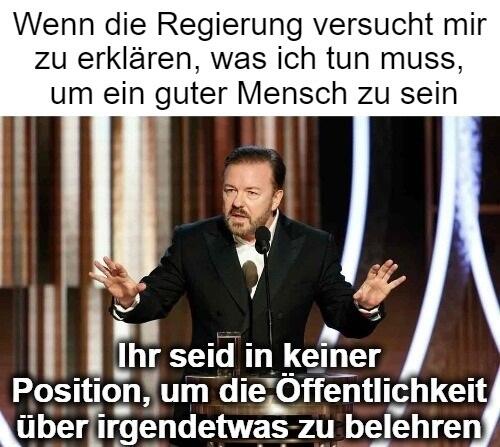 Wenn die Regierung versucht mir
zu erklären, was ich tun muss,
um ein guter Mensch zu sein
Ihr seid in keiner
Position, um die Öffentlichkeit
über irgendetwas zu belehren